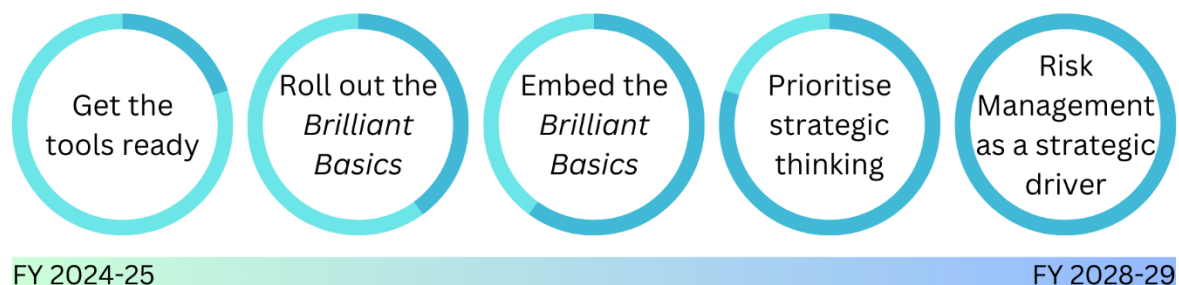 Get the
tools ready
Roll out the
Brilliant
Basics
Embed the
Brilliant
Basics
Prioritise
strategic
thinking
Risk
Management
as a strategic
driver
FY 2024-25
FY 2028-29